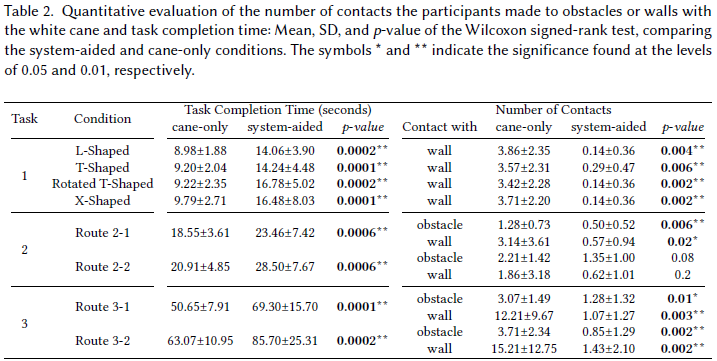 Table 2. Quantitative evaluation of the number of contacts the participants made to obstacles or walls with
the white cane and task completion time: Mean, SD, and p-value of the Wilcoxon signed-rank test, comparing
the system-aided and cane-only conditions. The symbols * and ** indicate the significance found at the levels
of 0.05 and 0.01, respectively.
Task Condition Task Completion Time (seconds) Number of Contacts
cane-only system-aided p-value Contact with cane-only system-aided p-value
1
L-Shaped 8.98±1.88 14.06±3.90 0.0002** wall 3.86±2.35 0.14±0.36 0.004**
T-Shaped 9.20±2.04 14.24±4.48 0.0001** wall 3.57±2.31 0.29±0.47 0.006**
Rotated T-Shaped 9.22±2.35 16.78±5.02 0.0002** wall 3.42±2.28 0.14±0.36 0.002**
X-Shaped 9.79±2.71 16.48±8.03 0.0001** wall 3.71±2.20 0.14±0.36 0.002**
2
Route 2-1 18.55±3.61 23.46±7.42 0.0006** obstacle 1.28±0.73 0.50±0.52 0.006**
wall 3.14±3.61 0.57±0.94 0.02*
Route 2-2 20.91±4.85 28.50±7.67 0.0006** obstacle 2.21±1.42 1.35±1.00 0.08
wall 1.86±3.18 0.62±1.01 0.2
3
Route 3-1 50.65±7.91 69.30±15.70 0.0001** obstacle 3.07±1.49 1.28±1.32 0.01*
wall 12.21±9.67 1.07±1.27 0.003**
Route 3-2 63.07±10.95 85.70±25.31 0.0002** obstacle 3.71±2.34 0.85±1.29 0.002**
wall 15.21±12.75 1.43±2.10 0.002**